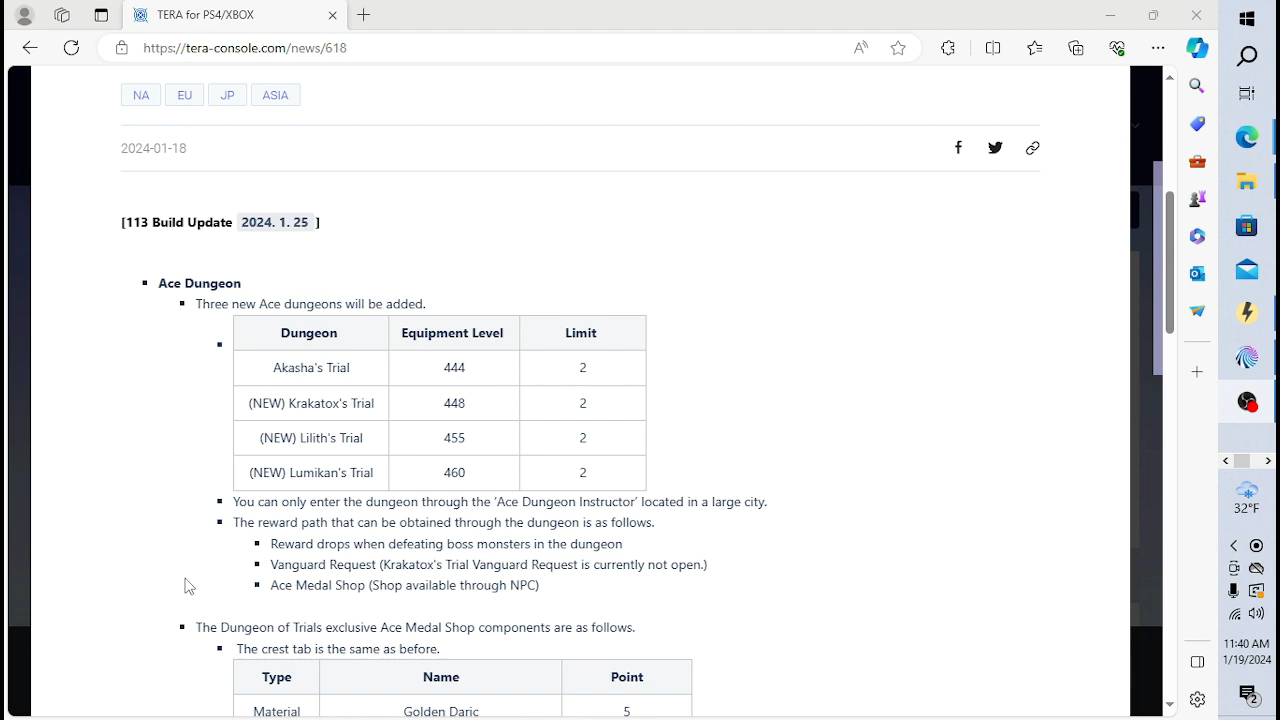 TERA for PS4/XBOX
https://tera-console.com/news/618
NA EU JP ASIA
2024-01-18
[113 Build Update 2024. 1. 25 ]
Ace Dungeon
Three new Ace dungeons will be added.
Dungeon Equipment Level Limit
Akasha's Trial 444 2
(NEW) Krakatox's Trial 448 2
(NEW) Lilith's Trial 455 2
(NEW) Lumikan's Trial 460 2
You can only enter the dungeon through the 'Ace Dungeon Instructor' located in a large city.
The reward path that can be obtained through the dungeon is as follows.
Reward drops when defeating boss monsters in the dungeon
Vanguard Request (Krakatox's Trial Vanguard Request is currently not open.)
Ace Medal Shop (Shop available through NPC)
The Dungeon of Trials exclusive Ace Medal Shop components are as follows.
The crest tab is the same as before.
Type Name Point
Material Golden Daric 5
32°F
11:40 AM
1/19/2024
2